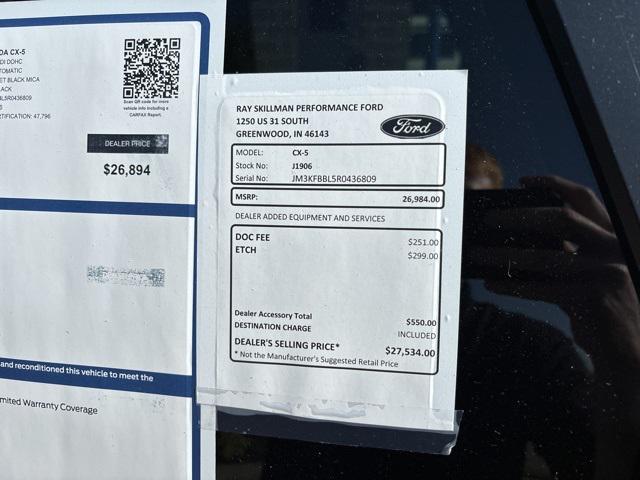 DA CX-5
DI DOHC
TOMATIC
ET BLACK MICA
ACK
BL5R0436809
RTIFICATION: 47,796
Scan QR code for more
vehicle info including a
CARFAX Report.
DEALER PRICE
$26,894
and reconditioned this vehicle to meet the
mited Warranty Coverage
RAY SKILLMAN PERFORMANCE FORD
1250 US 31 SOUTH
GREENWOOD, IN 46143
Ford
MODEL: CX-5
Stock No: J1906
Serial No: JM3KFBBL5R0436809
MSRP: 26,984.00
DEALER ADDED EQUIPMENT AND SERVICES
DOC FEE $251.00
ETCH $299.00
Dealer Accessory Total $550.00
DESTINATION CHARGE INCLUDED
DEALER'S SELLING PRICE* $27,534.00
* Not the Manufacturer's Suggested Retail Price